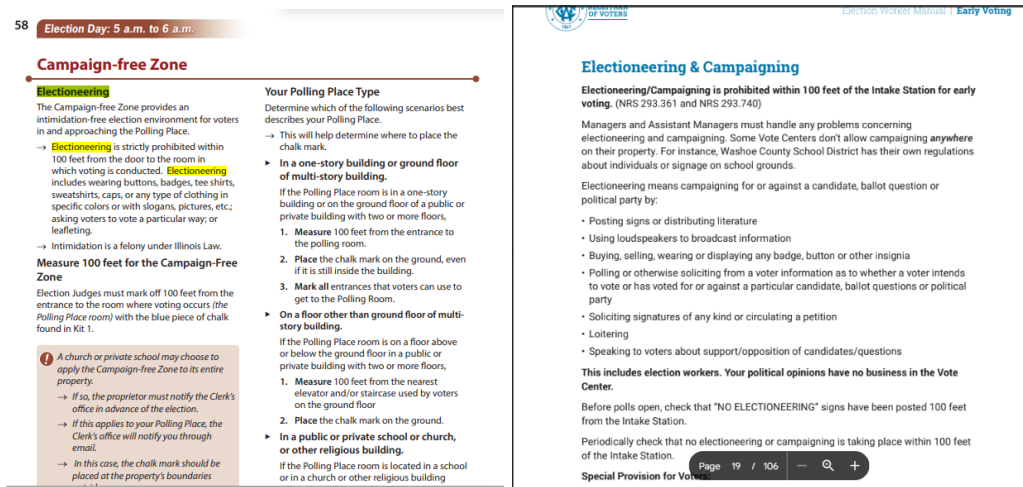 58
Election Day: 5 a.m. to 6 a.m.
Campaign-free Zone
Electioneering
The Campaign-free Zone provides an
intimidation-free election environment for voters
in and approaching the Polling Place.
→ Electioneering is strictly prohibited within
100 feet from the door to the room in
which voting is conducted. Electioneering
includes wearing buttons, badges, tee shirts,
sweatshirts, caps, or any type of clothing in
specific colors or with slogans, pictures, etc.;
asking voters to vote a particular way; or
leafleting.
→ Intimidation is a felony under Illinois Law.
Measure 100 feet for the Campaign-Free
Zone
Election Judges must mark off 100 feet from the
entrance to the room where voting occurs (the
Polling Place room) with the blue piece of chalk
found in Kit 1.
! A church or private school may choose to
apply the Campaign-free Zone to its entire
property.
→ If so, the proprietor must notify the Clerk's
office in advance of the election.
→ If this applies to your Polling Place, the
Clerk's office will notify you through
email.
→ In this case, the chalk mark should be
placed at the property's boundaries
Your Polling Place Type
Determine which of the following scenarios best
describes your Polling Place.
→ This will help determine where to place the
chalk mark.
▸ In a one-story building or ground floor
of multi-story building.
If the Polling Place room is in a one-story
building or on the ground floor of a public or
private building with two or more floors,
1. Measure 100 feet from the entrance to
the polling room.
2. Place the chalk mark on the ground, even
if it is still inside the building.
3. Mark all entrances that voters can use to
get to the Polling Room.
▸ On a floor other than ground floor of multi-
story building.
If the Polling Place room is on a floor above
or below the ground floor in a public or
private building with two or more floors,
1. Measure 100 feet from the nearest
elevator and/or staircase used by voters
on the ground floor
2. Place the chalk mark on the ground.
▸ In a public or private school or church,
or other religious building.
If the Polling Place room is located in a school
or in a church or other religious building
REGISTRAR
OF VOTERS
Election Worker Manual | Early Voting
Electioneering & Campaigning
Electioneering/Campaigning is prohibited within 100 feet of the Intake Station for early
voting. (NRS 293.361 and NRS 293.740)
Managers and Assistant Managers must handle any problems concerning
electioneering and campaigning. Some Vote Centers don't allow campaigning anywhere
on their property. For instance, Washoe County School District has their own regulations
about individuals or signage on school grounds.
Electioneering means campaigning for or against a candidate, ballot question or
political party by:
• Posting signs or distributing literature
• Using loudspeakers to broadcast information
• Buying, selling, wearing or displaying any badge, button or other insignia
• Polling or otherwise soliciting from a voter information as to whether a voter intends
to vote or has voted for or against a particular candidate, ballot questions or political
party
• Soliciting signatures of any kind or circulating a petition
• Loitering
• Speaking to voters about support/opposition of candidates/questions
This includes election workers. Your political opinions have no business in the Vote
Center.
Before polls open, check that "NO ELECTIONEERING" signs have been posted 100 feet
from the Intake Station.
Periodically check that no electioneering or campaigning is taking place within 100 feet
of the Intake Station.
Special Provision for Voters:
Page 19 / 106 — +